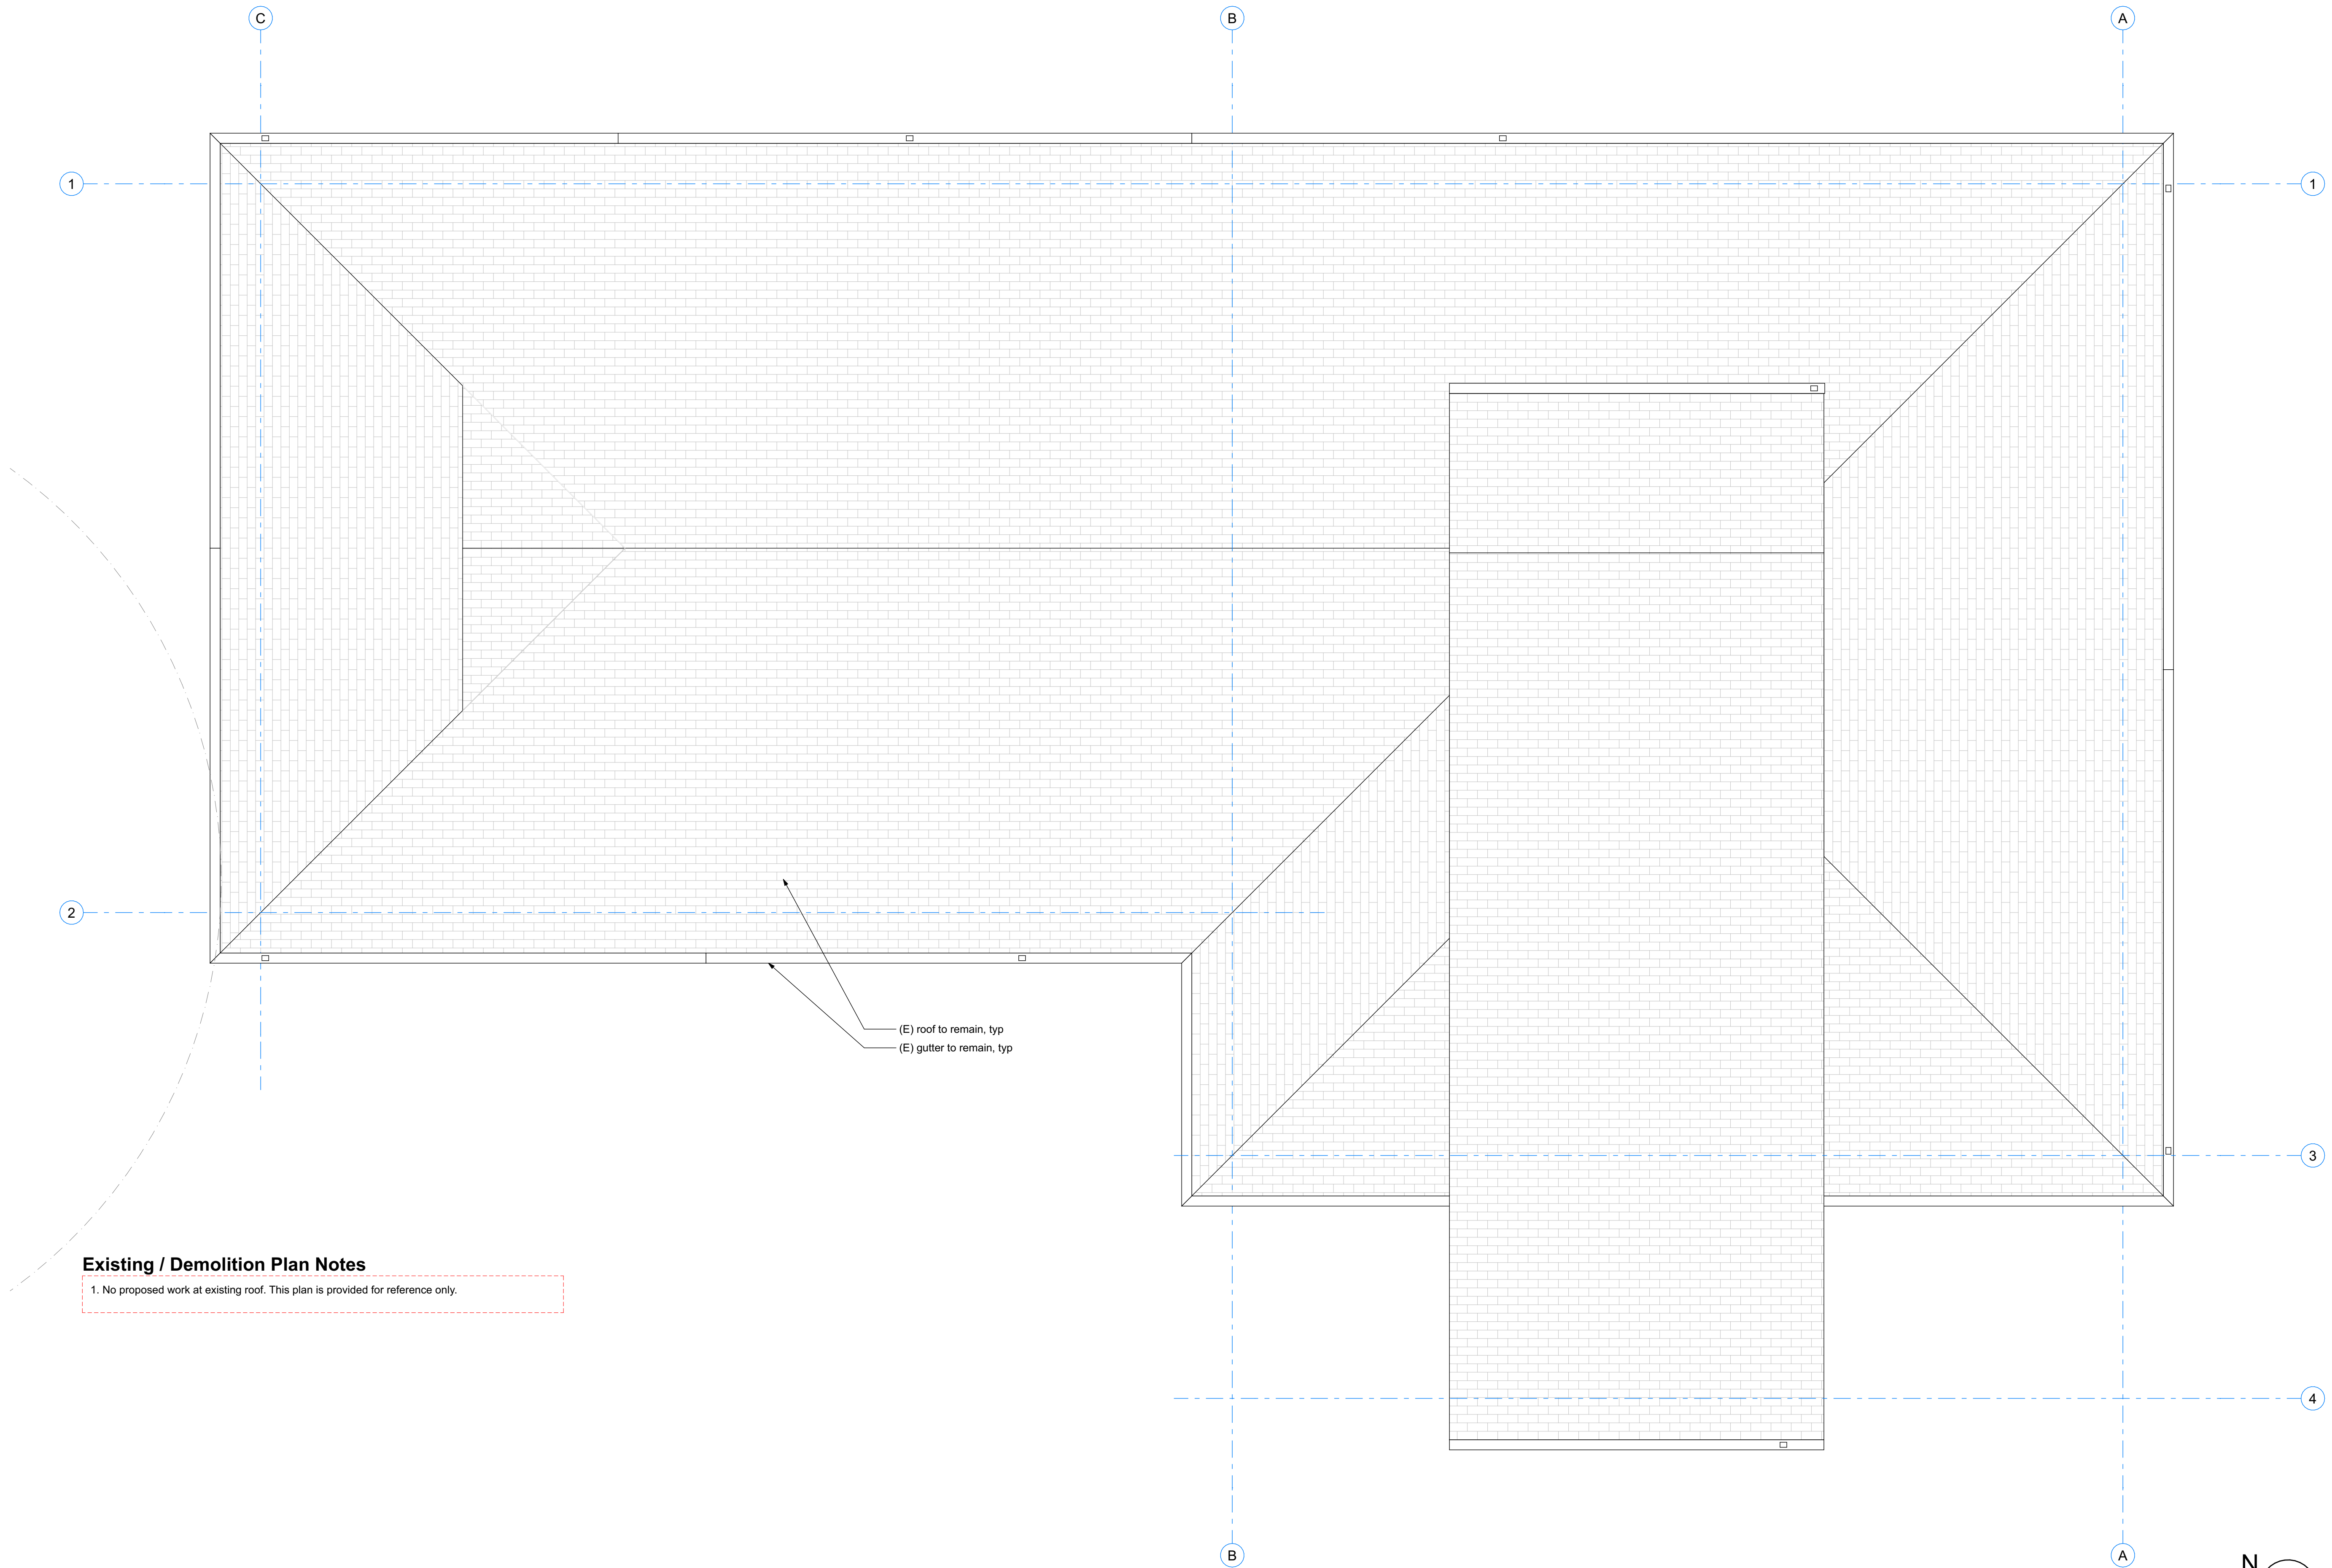 C
B
A
1
1
2
(E) roof to remain, typ
(E) gutter to remain, typ
3
Existing / Demolition Plan Notes
1. No proposed work at existing roof. This plan is provided for reference only.
4
B
A
N